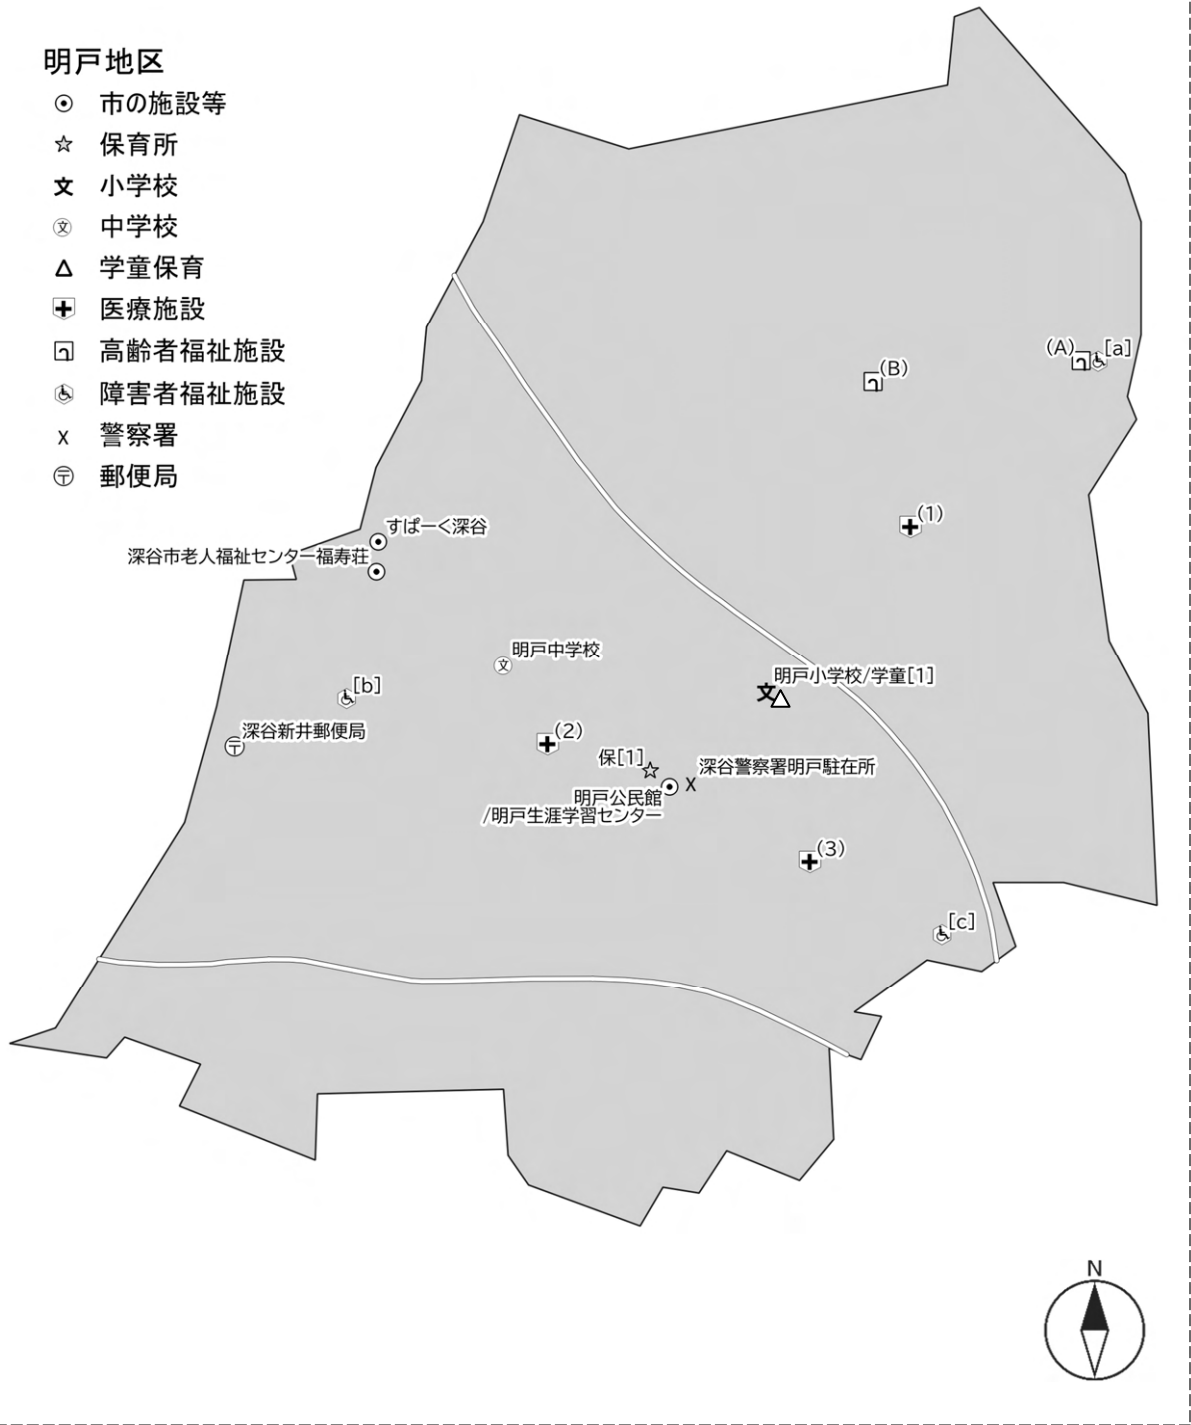 明戸地区
市の施設等
保育所
文 小学校
文 中学校
学童保育
医療施設
高齢者福祉施設
障害者福祉施設
X 警察署
〒 郵便局
(A) [a]
(B)
(1)
すぱーく深谷
深谷市老人福祉センター福寿荘
明戸中学校
文
明戸小学校/学童[1]
文
[b]
深谷新井郵便局
〒
(2)
保[1]
深谷警察署明戸駐在所
X
明戸公民館
/明戸生涯学習センター
(3)
[c]
N